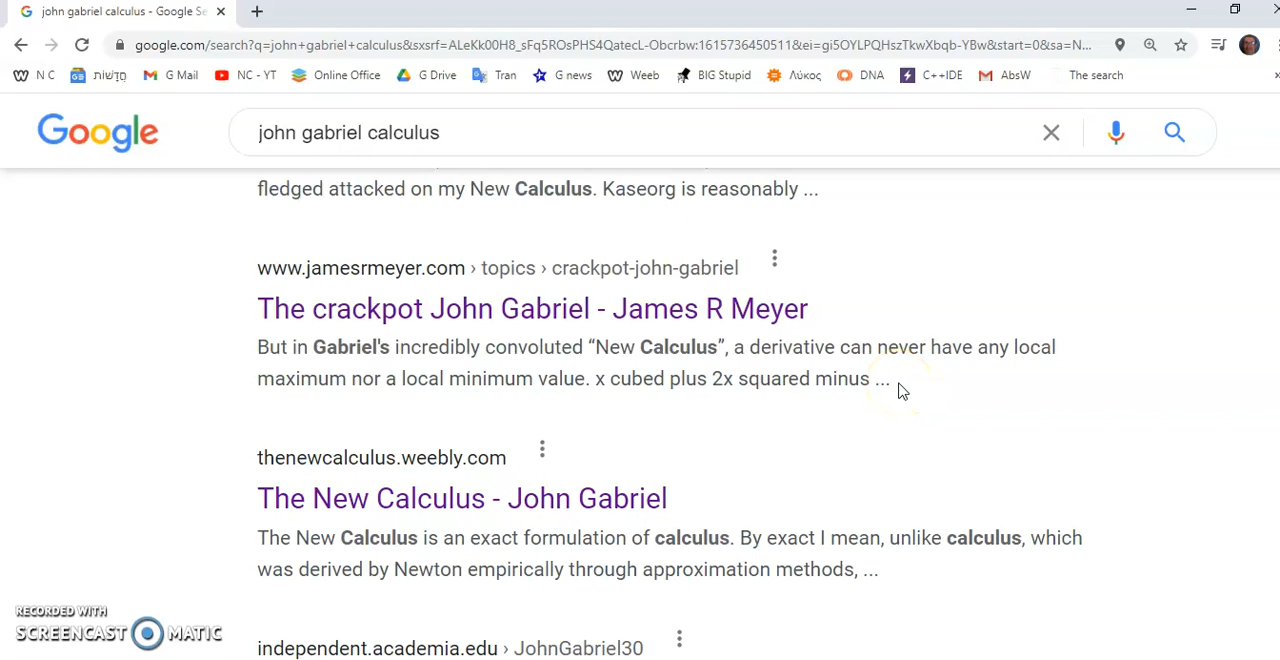 john gabriel calculus - Google Se
google.com/search?q=john+gabriel+calculus&sxsrf=ALeKk00H8_sFq5ROsPHS4QatecL-Obcrbw:1615736450511&ei=gi5OYLPQHszTkwXbqb-YBw&start=0&sa=N...
N C חֲדָשׁוֹת G Mail NC - YT Online Office G Drive Tran G news Weeb BIG Stupid Λύκος DNA C++IDE AbsW The search »
Google john gabriel calculus
fledged attacked on my New Calculus. Kaseorg is reasonably ...
www.jamesrmeyer.com › topics › crackpot-john-gabriel
The crackpot John Gabriel - James R Meyer
But in Gabriel's incredibly convoluted “New Calculus”, a derivative can never have any local
maximum nor a local minimum value. x cubed plus 2x squared minus ...
thenewcalculus.weebly.com
The New Calculus - John Gabriel
The New Calculus is an exact formulation of calculus. By exact I mean, unlike calculus, which
was derived by Newton empirically through approximation methods, ...
RECORDED WITH
SCREENCAST MATIC
independent.academia.edu › JohnGabriel30